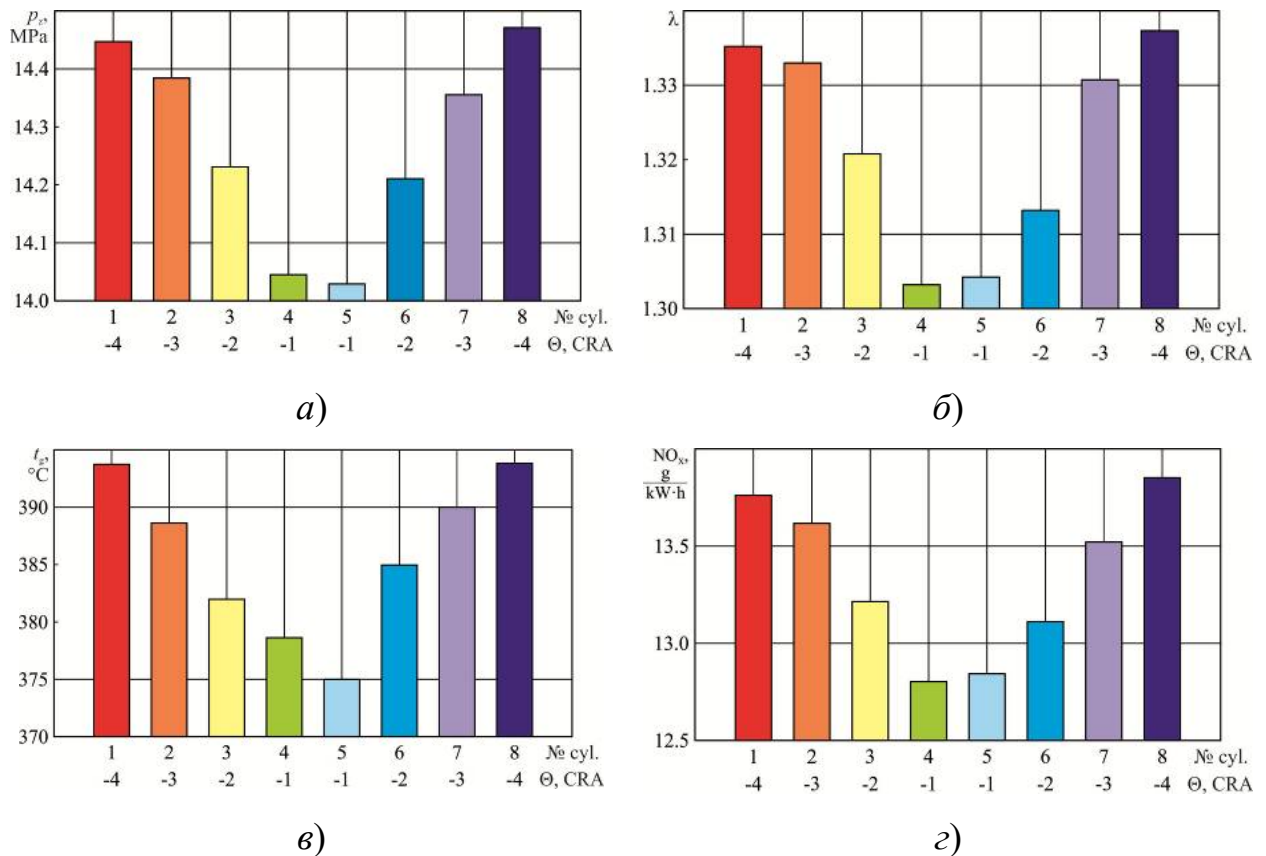 p_z,
MPa
14.4
14.3
14.2
14.1
14.0
1 2 3 4 5 6 7 8 № cyl.
-4 -3 -2 -1 -1 -2 -3 -4 Θ, CRA
а)
λ
1.33
1.32
1.31
1.30
1 2 3 4 5 6 7 8 № cyl.
-4 -3 -2 -1 -1 -2 -3 -4 Θ, CRA
б)
t_g,
°C
390
385
380
375
370
1 2 3 4 5 6 7 8 № cyl.
-4 -3 -2 -1 -1 -2 -3 -4 Θ, CRA
в)
NOₓ,
g
kW·h
13.5
13.0
12.5
1 2 3 4 5 6 7 8 № cyl.
-4 -3 -2 -1 -1 -2 -3 -4 Θ, CRA
г)